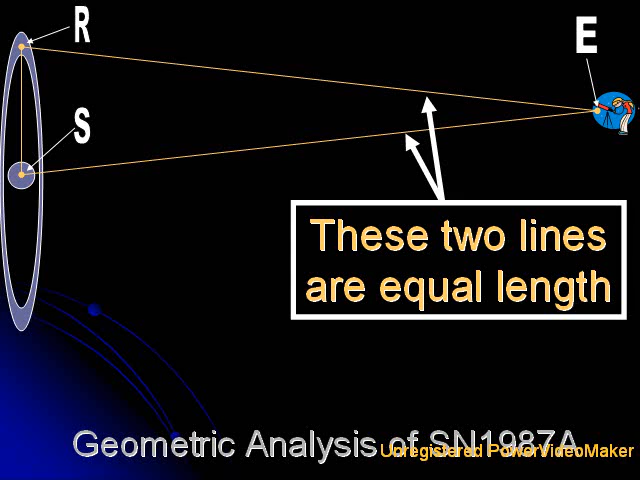 R
E
S
These two lines
are equal length
Geometric Analysis of SN1987A
Unregistered PowerVideoMaker